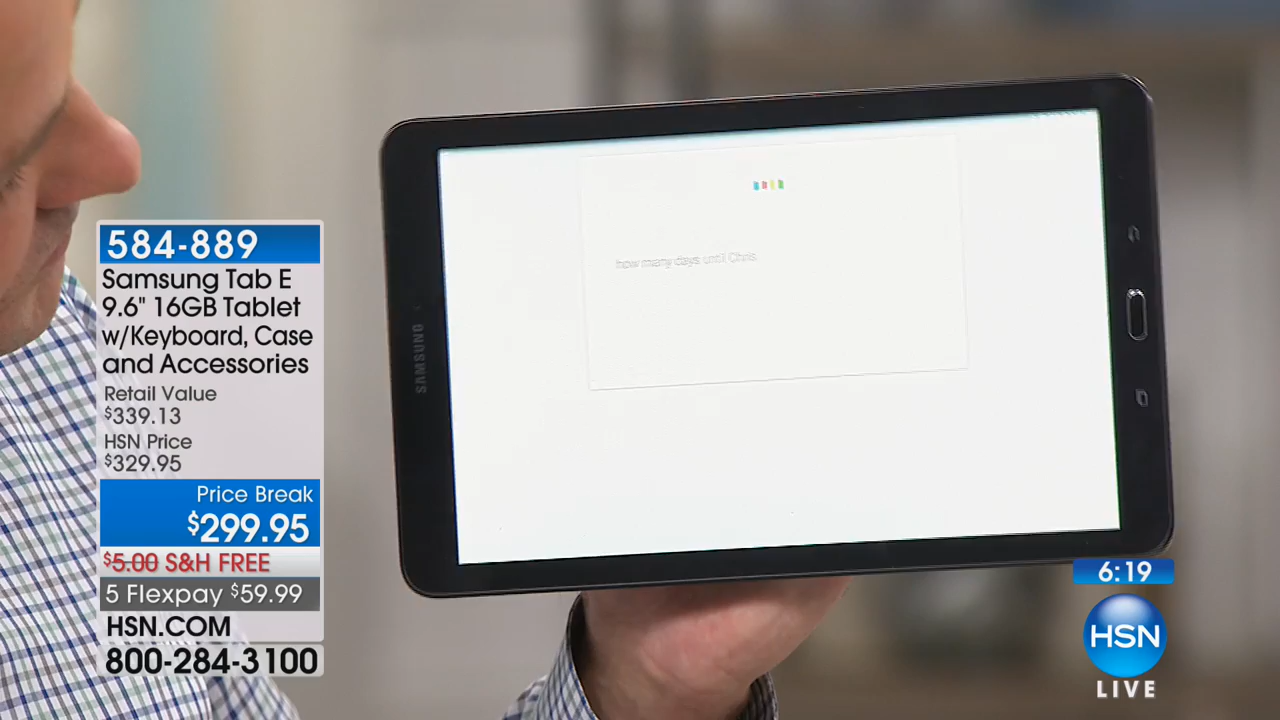 584-889
Samsung Tab E
9.6" 16GB Tablet
w/Keyboard, Case
and Accessories
Retail Value
$339.13
HSN Price
$329.95
Price Break
$299.95
$5.00 S&H FREE
5 Flexpay $59.99
HSN.COM
800-284-3100
how many days until Chris
SAMSUNG
6:19
HSN
LIVE